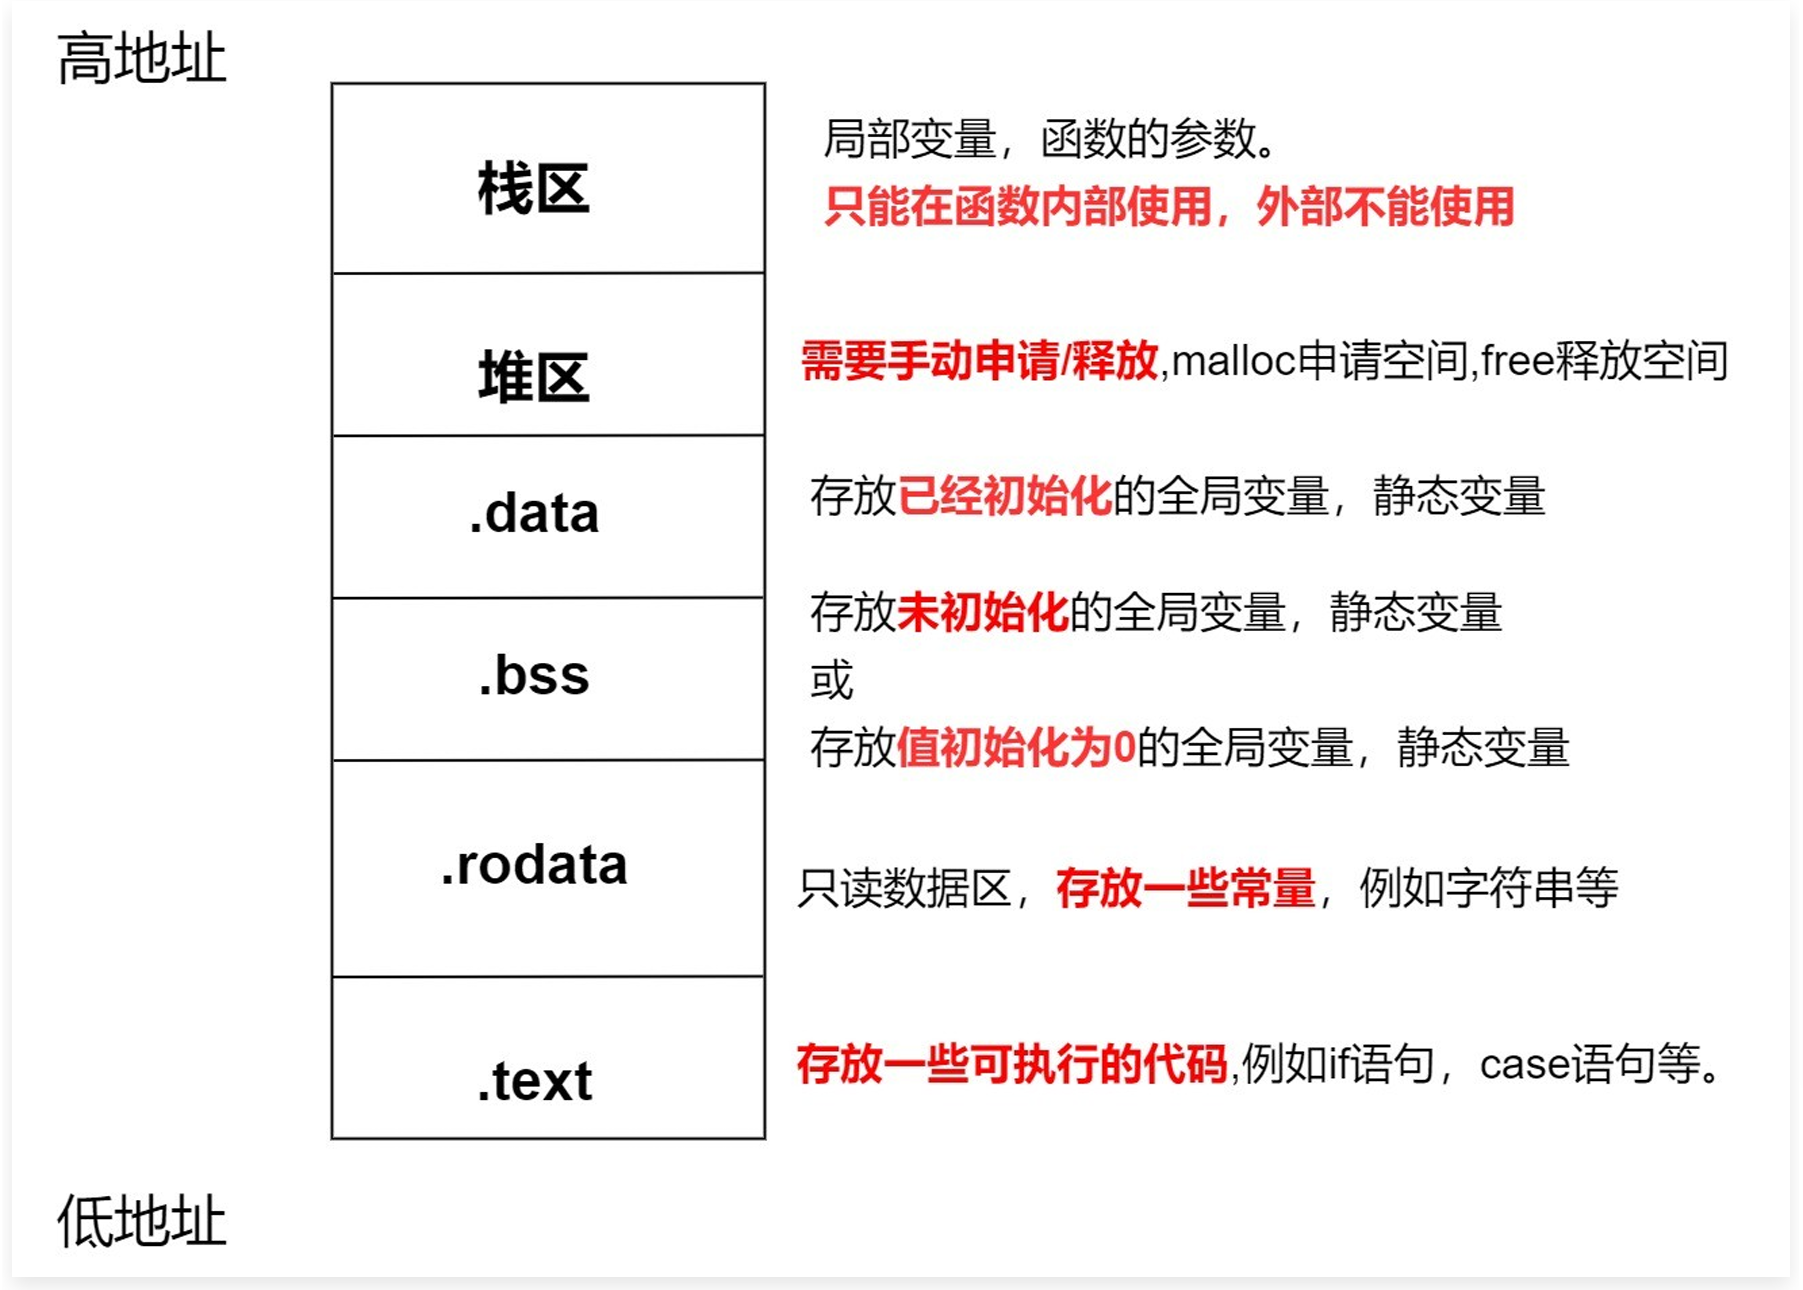 高地址
栈区
局部变量，函数的参数。
只能在函数内部使用，外部不能使用
堆区
需要手动申请/释放,malloc申请空间,free释放空间
.data
存放已经初始化的全局变量，静态变量
.bss
存放未初始化的全局变量，静态变量
或
存放值初始化为0的全局变量，静态变量
.rodata
只读数据区，存放一些常量，例如字符串等
.text
存放一些可执行的代码,例如if语句，case语句等。
低地址